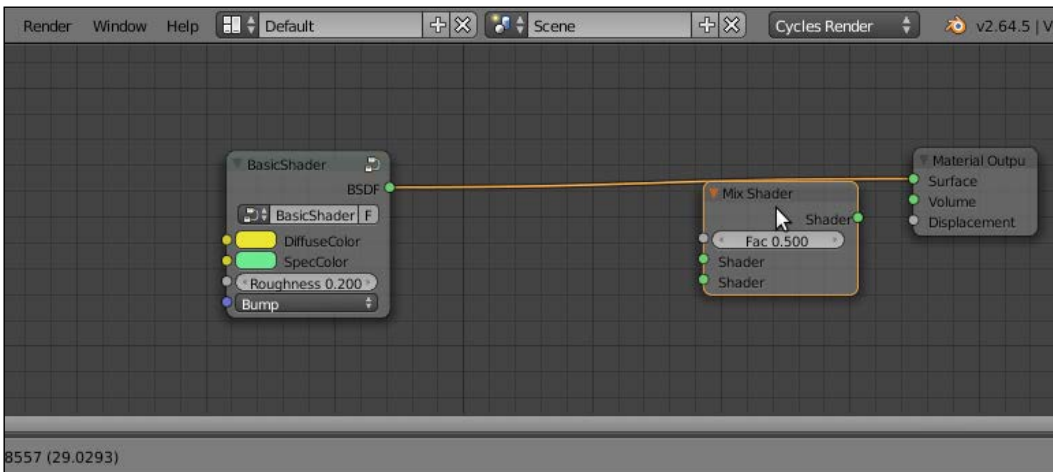 Render Window Help Default Scene Cycles Render v2.64.5 | V
BasicShader
BSDF
BasicShader F
DiffuseColor
SpecColor
Roughness 0.200
Bump
Mix Shader
Shader
Fac 0.500
Shader
Shader
Material Outpu
Surface
Volume
Displacement
8557 (29.0293)